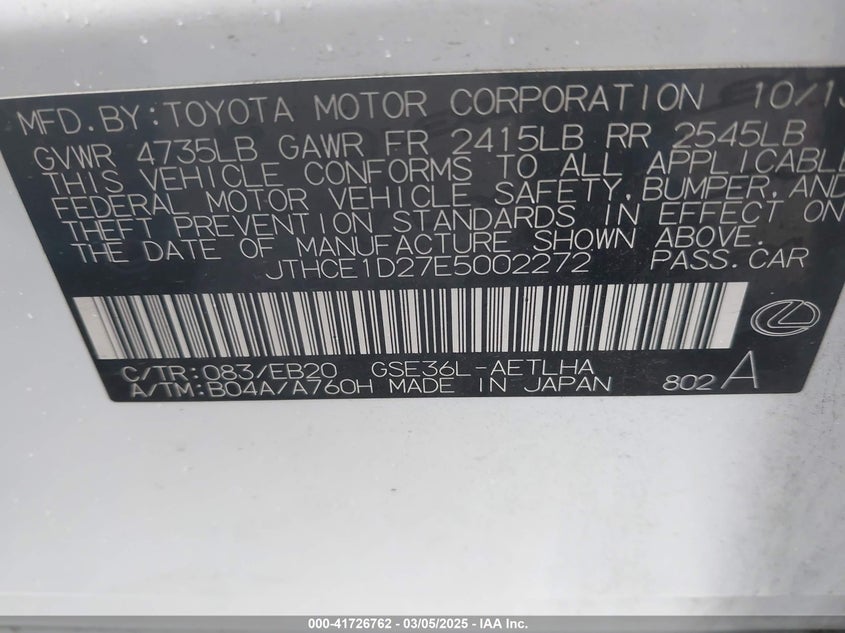 MFD.BY:TOYOTA MOTOR CORPORATION 10/13
GVWR 4735LB GAWR FR 2415LB RR 2545LB
THIS VEHICLE CONFORMS TO ALL APPLICABLE
FEDERAL MOTOR VEHICLE SAFETY,BUMPER,AND
THEFT PREVENTION STANDARDS IN EFFECT ON
THE DATE OF MANUFACTURE SHOWN ABOVE.
JTHCE1D27E5002272 PASS.CAR
C/TR:083/EB20 GSE36L-AETLHA
A/TM:B04A/A760H MADE IN JAPAN 802A
000-41726762 — 03/05/2025 — IAA Inc.